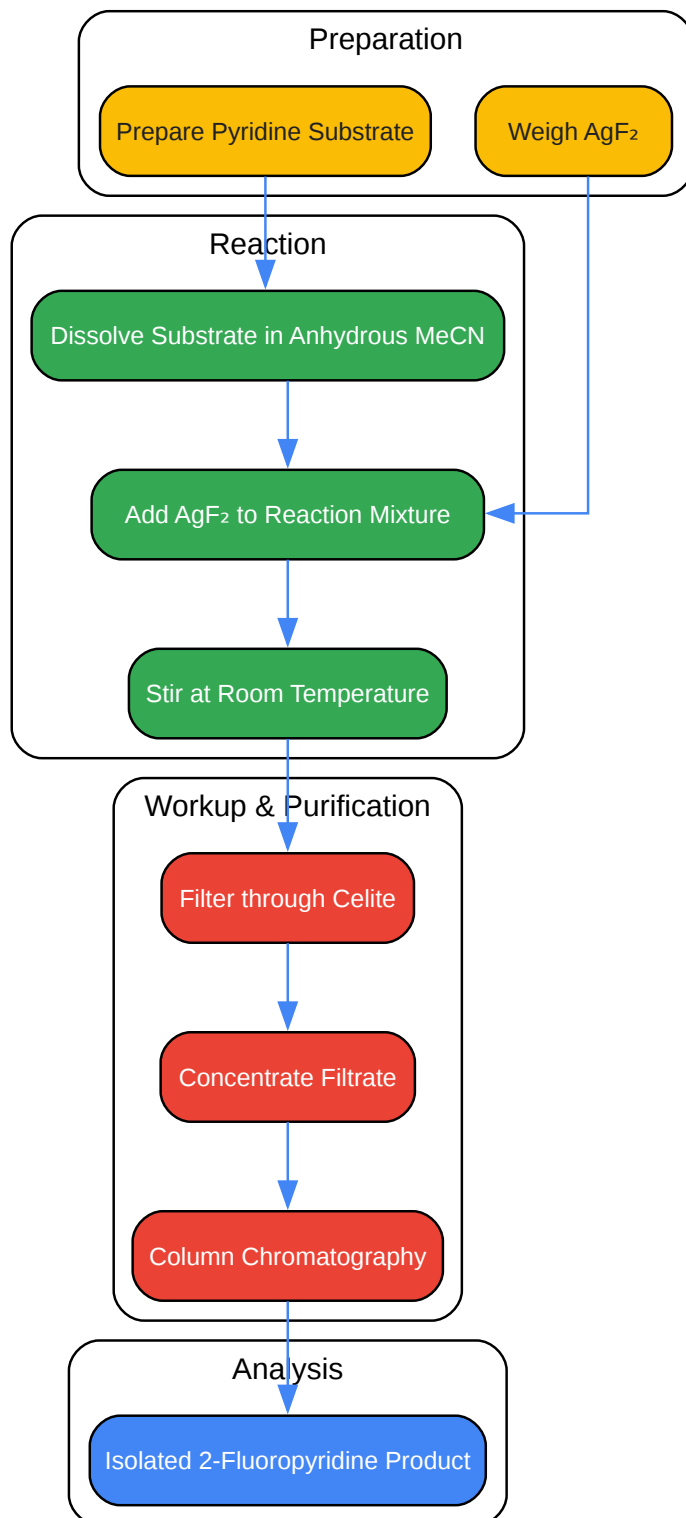 Preparation
Prepare Pyridine Substrate
Weigh AgF₂
Reaction
Dissolve Substrate in Anhydrous MeCN
Add AgF₂ to Reaction Mixture
Stir at Room Temperature
Workup & Purification
Filter through Celite
Concentrate Filtrate
Column Chromatography
Analysis
Isolated 2-Fluoropyridine Product